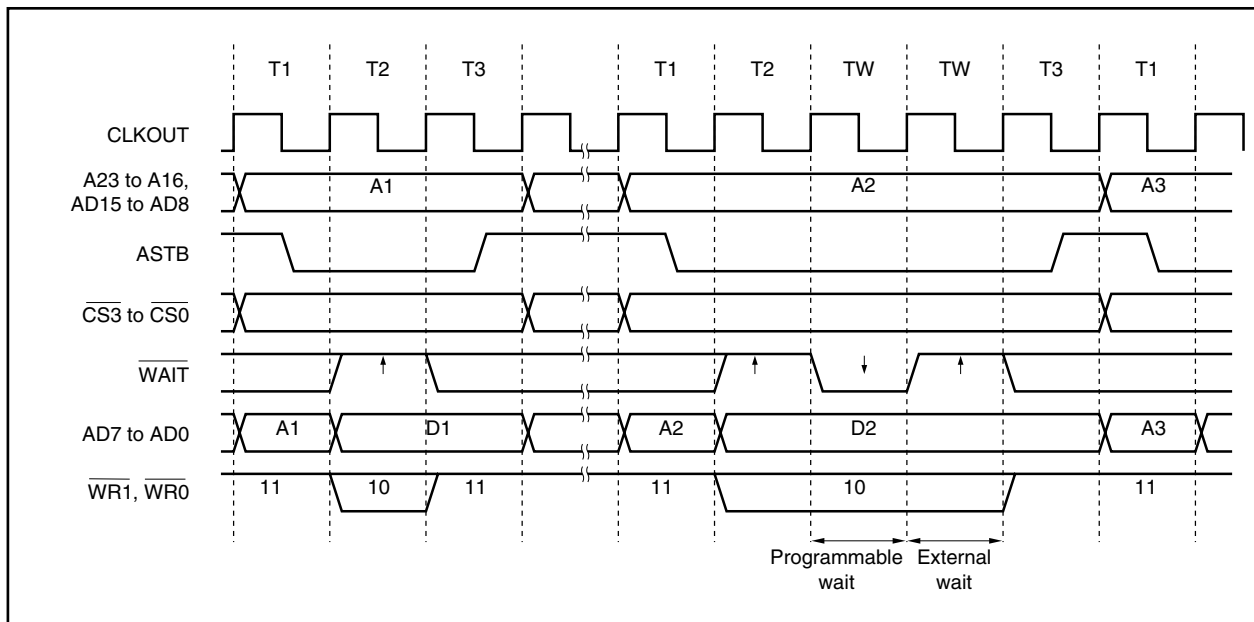 T1 T2 T3 T1 T2 TW TW T3 T1
CLKOUT
A23 to A16,
AD15 to AD8
A1 A2 A3
ASTB
CS3 to CS0
WAIT
AD7 to AD0
A1 D1 A2 D2 A3
WR1, WR0
11 10 11 11 10 11
Programmable
wait
External
wait